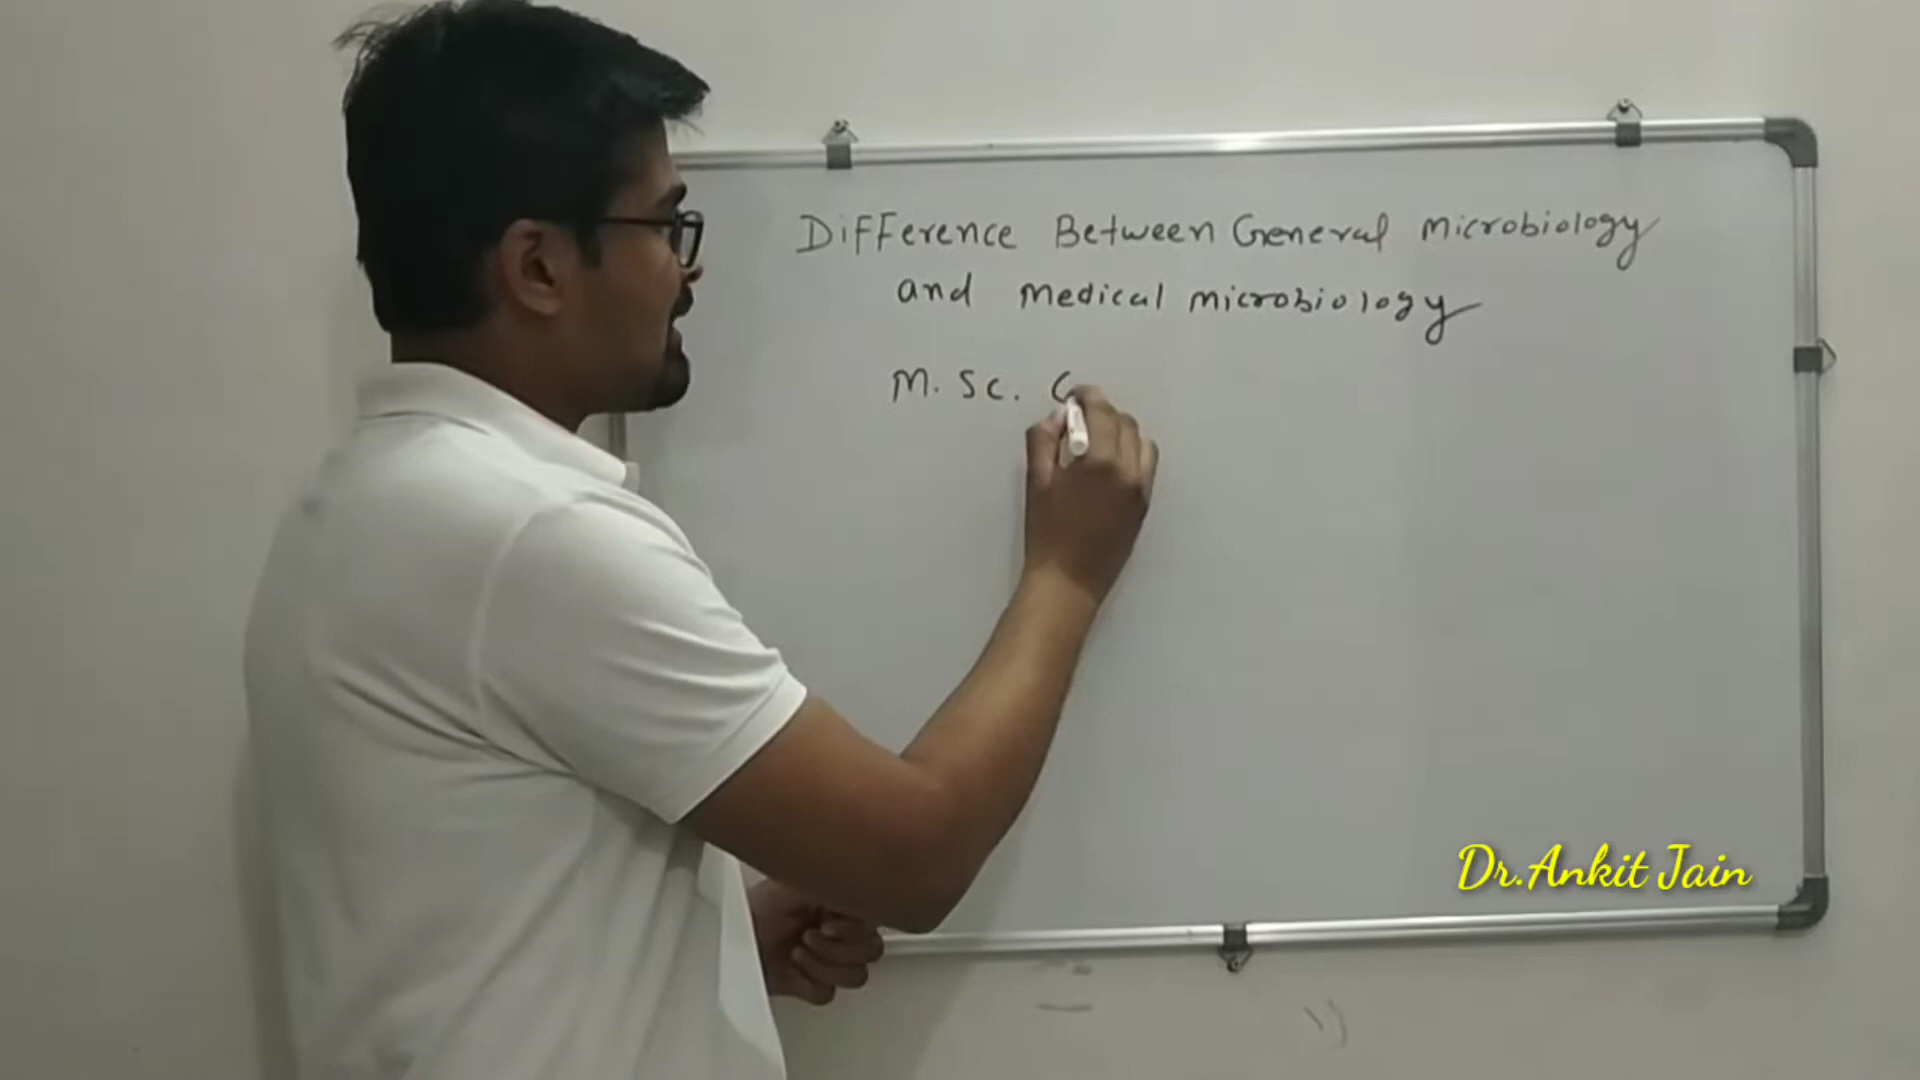 Difference Between General microbiology
and medical microbiology
M. Sc. G
Dr.Ankit Jain